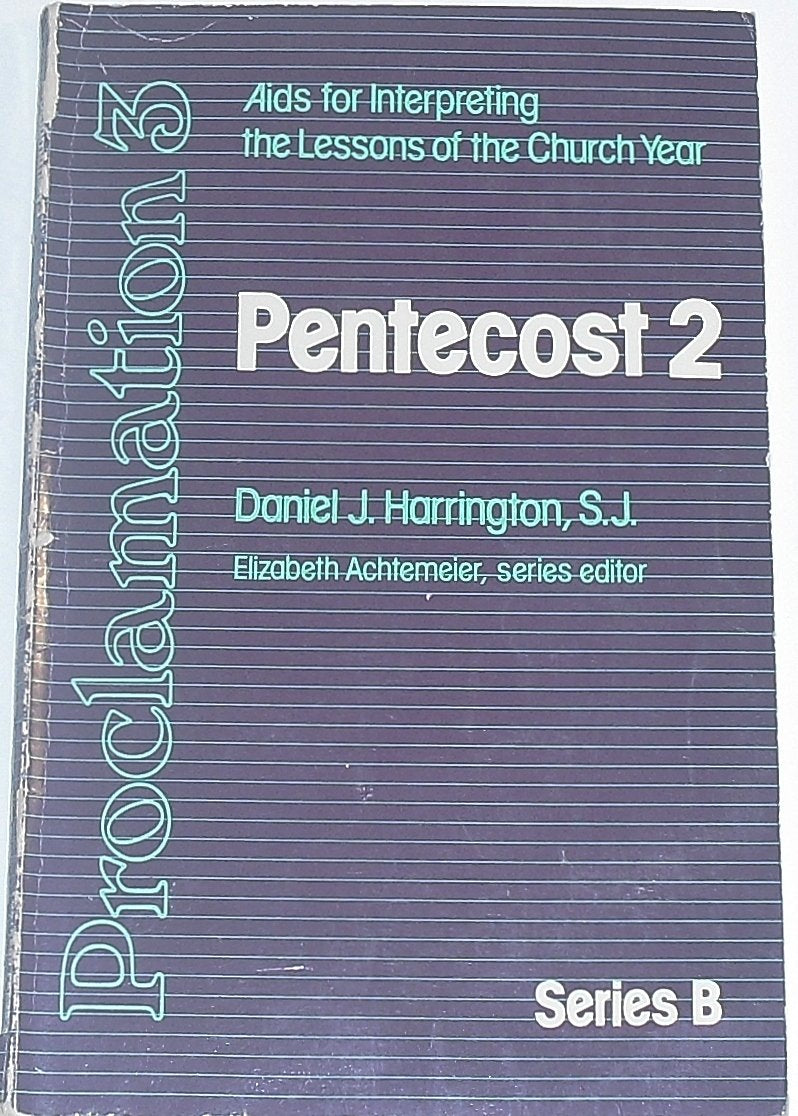 Proclamation 3
Aids for Interpreting
the Lessons of the Church Year
Pentecost 2
Daniel J. Harrington, S.J.
Elizabeth Achtemeier, series editor
Series B